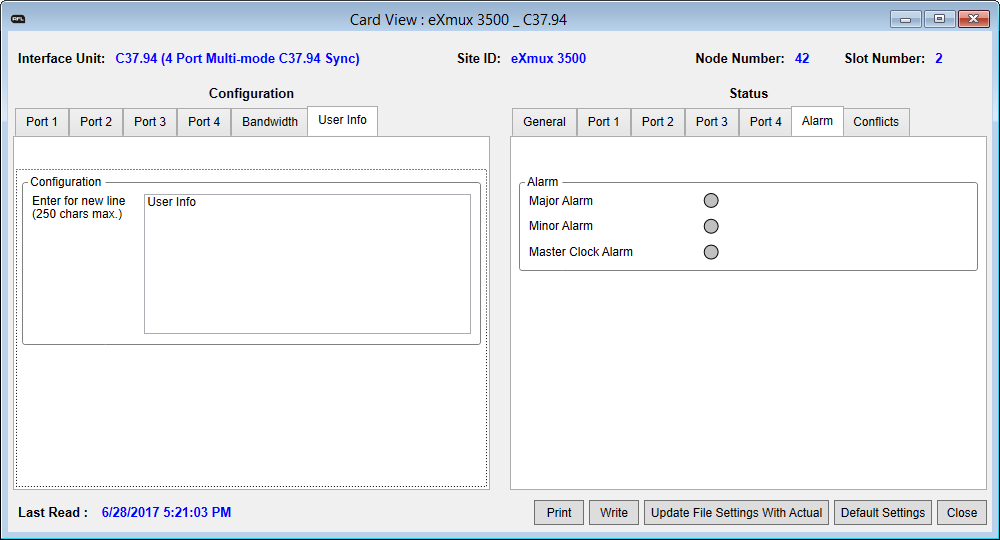 RFL
Card View : eXmux 3500 _ C37.94
Interface Unit: C37.94 (4 Port Multi-mode C37.94 Sync) Site ID: eXmux 3500 Node Number: 42 Slot Number: 2
Configuration Status
Port 1 Port 2 Port 3 Port 4 Bandwidth User Info General Port 1 Port 2 Port 3 Port 4 Alarm Conflicts
Configuration
Enter for new line
(250 chars max.)
User Info
Alarm
Major Alarm
Minor Alarm
Master Clock Alarm
Last Read : 6/28/2017 5:21:03 PM Print Write Update File Settings With Actual Default Settings Close